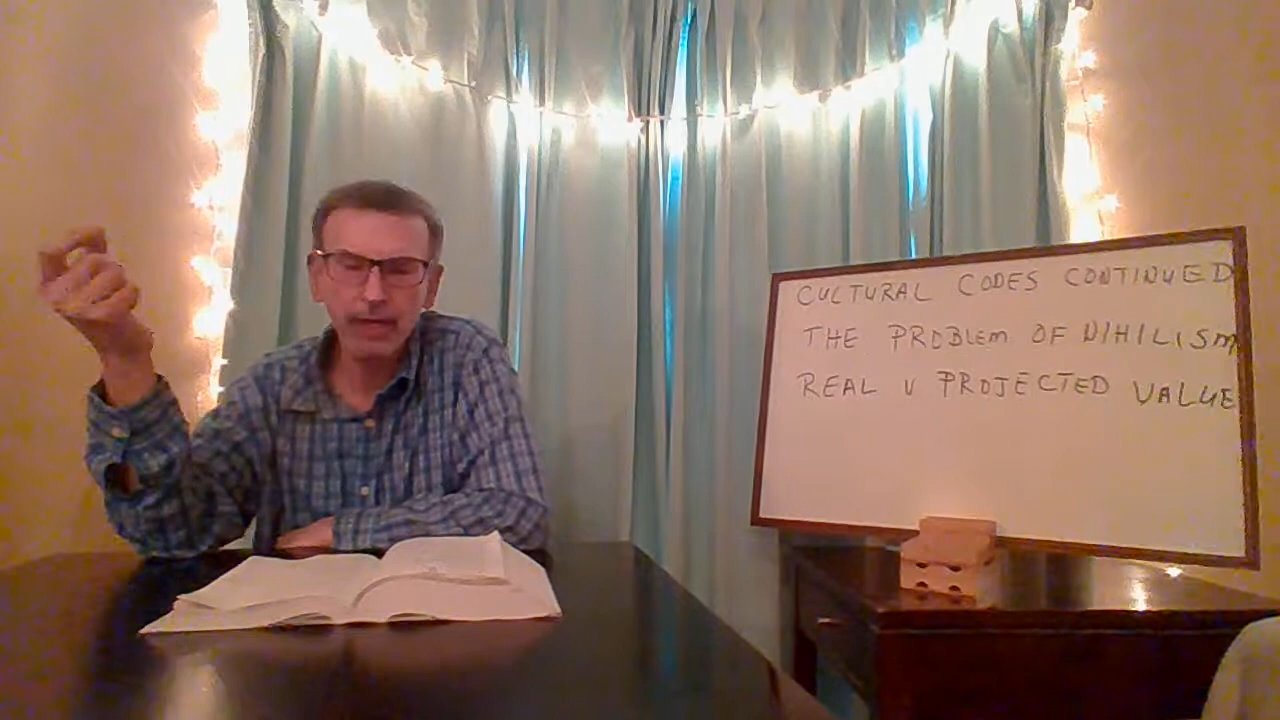 CULTURAL CODES CONTINUED
THE PROBLEM OF NIHILISM
REAL V PROJECTED VALUE